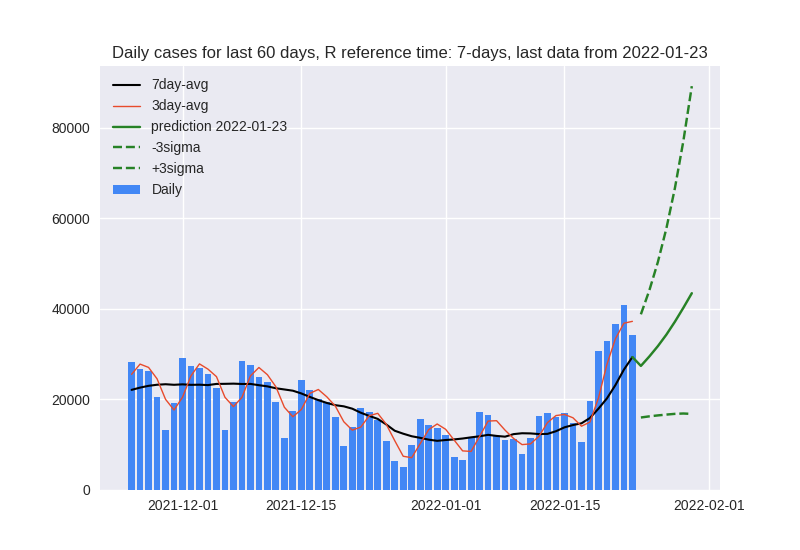 Daily cases for last 60 days, R reference time: 7-days, last data from 2022-01-23
7day-avg
3day-avg
prediction 2022-01-23
-3sigma
+3sigma
Daily
80000
60000
40000
20000
0
2021-12-01 2021-12-15 2022-01-01 2022-01-15 2022-02-01